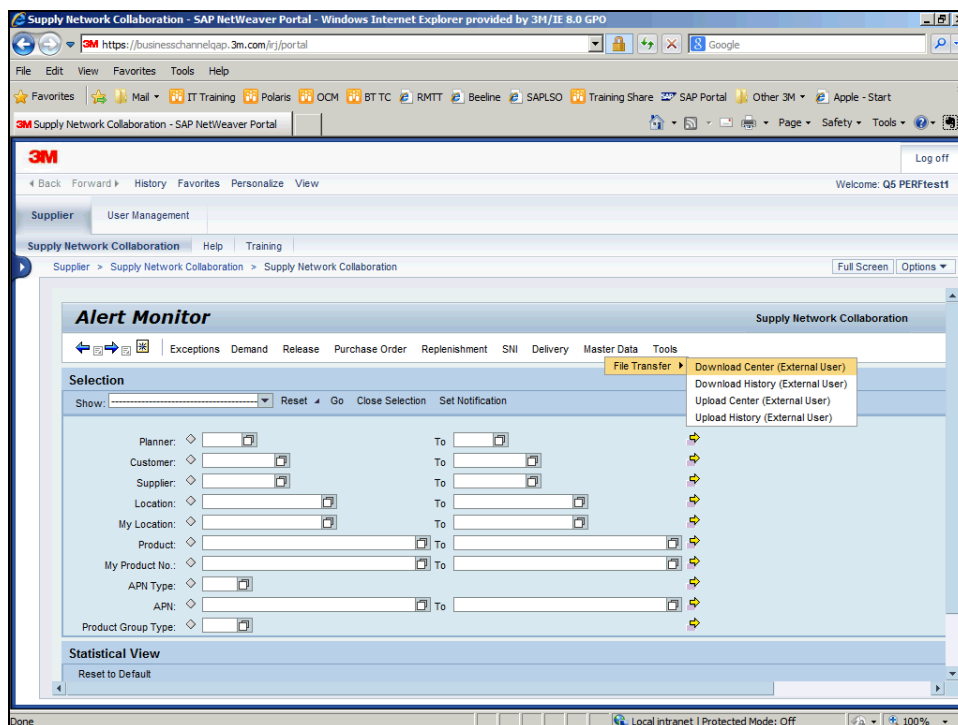 Supply Network Collaboration - SAP NetWeaver Portal - Windows Internet Explorer provided by 3M/IE 8.0 GPO
3M https://businesschannelqap.3m.com/irj/portal Google
File Edit View Favorites Tools Help
Favorites Mail IT Training Polaris OCM BT TC RMTT Beeline SAPLSO Training Share SAP Portal Other 3M Apple - Start
3M Supply Network Collaboration - SAP NetWeaver Portal Page Safety Tools
3M Log off
Back Forward History Favorites Personalize View Welcome: Q5 PERFtest1
Supplier User Management
Supply Network Collaboration Help Training
Supplier > Supply Network Collaboration > Supply Network Collaboration Full Screen Options
Alert Monitor Supply Network Collaboration
Exceptions Demand Release Purchase Order Replenishment SNI Delivery Master Data Tools
File Transfer Download Center (External User)
Download History (External User)
Upload Center (External User)
Upload History (External User)
Selection
Show: Reset Go Close Selection Set Notification
Planner: To
Customer: To
Supplier: To
Location: To
My Location: To
Product: To
My Product No.: To
APN Type:
APN: To
Product Group Type:
Statistical View
Reset to Default
Done Local intranet | Protected Mode: Off 100%